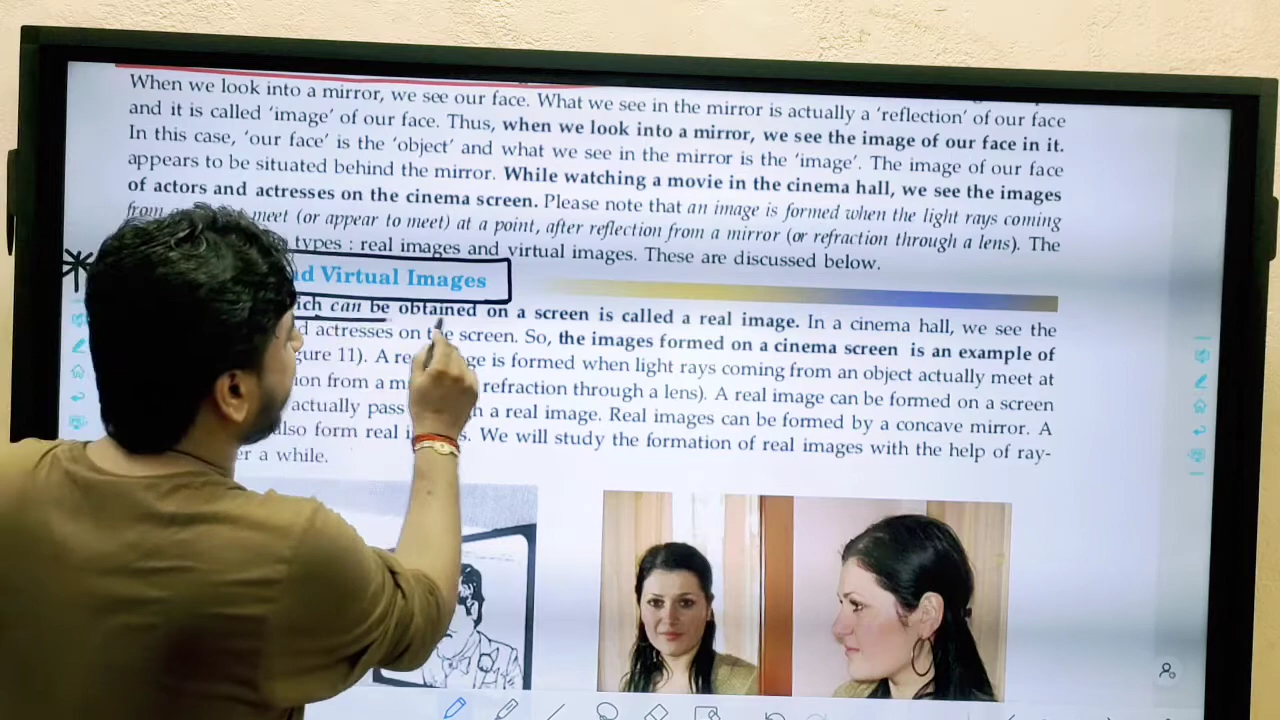 When we look into a mirror, we see our face. What we see in the mirror is actually a 'reflection' of our face
and it is called 'image' of our face. Thus, when we look into a mirror, we see the image of our face in it.
In this case, 'our face' is the 'object' and what we see in the mirror is the 'image'. The image of our face
appears to be situated behind the mirror. While watching a movie in the cinema hall, we see the images
of actors and actresses on the cinema screen. Please note that an image is formed when the light rays coming
from meet (or appear to meet) at a point, after reflection from a mirror (or refraction through a lens). The
types : real images and virtual images. These are discussed below.
Virtual Images
can be obtained on a screen is called a real image. In a cinema hall, we see the
actresses on the screen. So, the images formed on a cinema screen is an example of
11). A is formed when light rays coming from an object actually meet at
from a refraction through a lens). A real image can be formed on a screen
actually pass a real image. Real images can be formed by a concave mirror. A
also form real We will study the formation of real images with the help of ray-
a while.